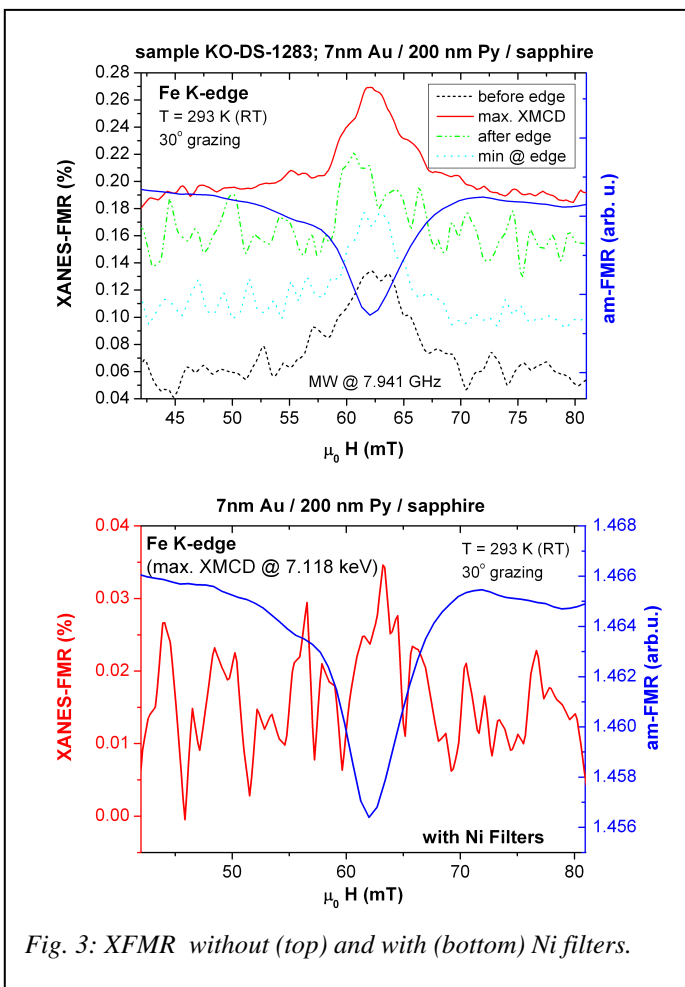 sample KO-DS-1283; 7nm Au / 200 nm Py / sapphire
Fe K-edge
T = 293 K (RT)
30° grazing
before edge
max. XMCD
after edge
min @ edge
XANES-FMR (%)
0.28
0.26
0.24
0.22
0.20
0.18
0.16
0.14
0.12
0.10
0.08
0.06
0.04
am-FMR (arb. u.)
MW @ 7.941 GHz
45 50 55 60 65 70 75 80
μ₀ H (mT)
7nm Au / 200 nm Py / sapphire
Fe K-edge
(max. XMCD @ 7.118 keV)
T = 293 K (RT)
30° grazing
XANES-FMR (%)
0.04
0.03
0.02
0.01
0.00
1.468
1.466
1.464
1.462
1.460
1.458
1.456
am-FMR (arb.u.)
with Ni Filters
50 60 70 80
μ₀ H (mT)
Fig. 3: XFMR without (top) and with (bottom) Ni filters.